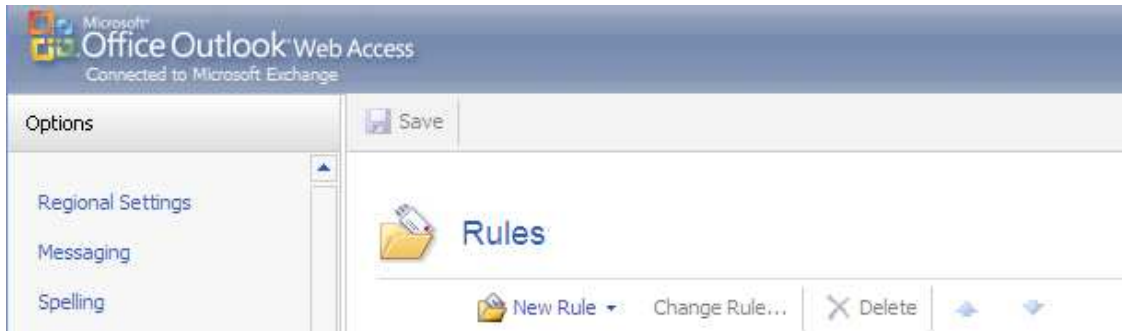 Microsoft
Office Outlook Web Access
Connected to Microsoft Exchange
Options
Save
Regional Settings
Messaging
Spelling
Rules
New Rule Change Rule... Delete